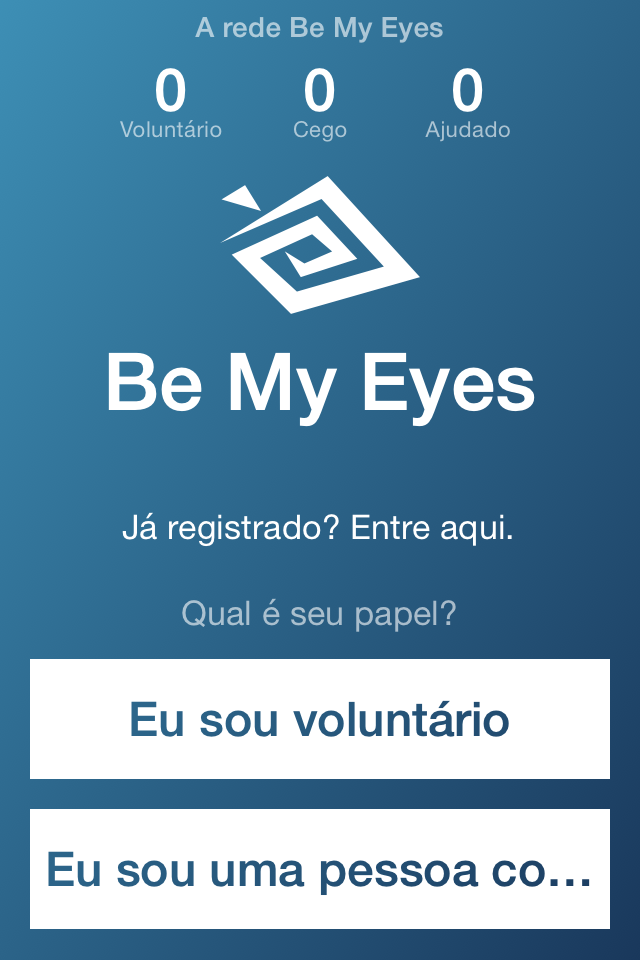 A rede Be My Eyes
0 0 0
Voluntário Cego Ajudado
Be My Eyes
Já registrado? Entre aqui.
Qual é seu papel?
Eu sou voluntário
Eu sou uma pessoa co...